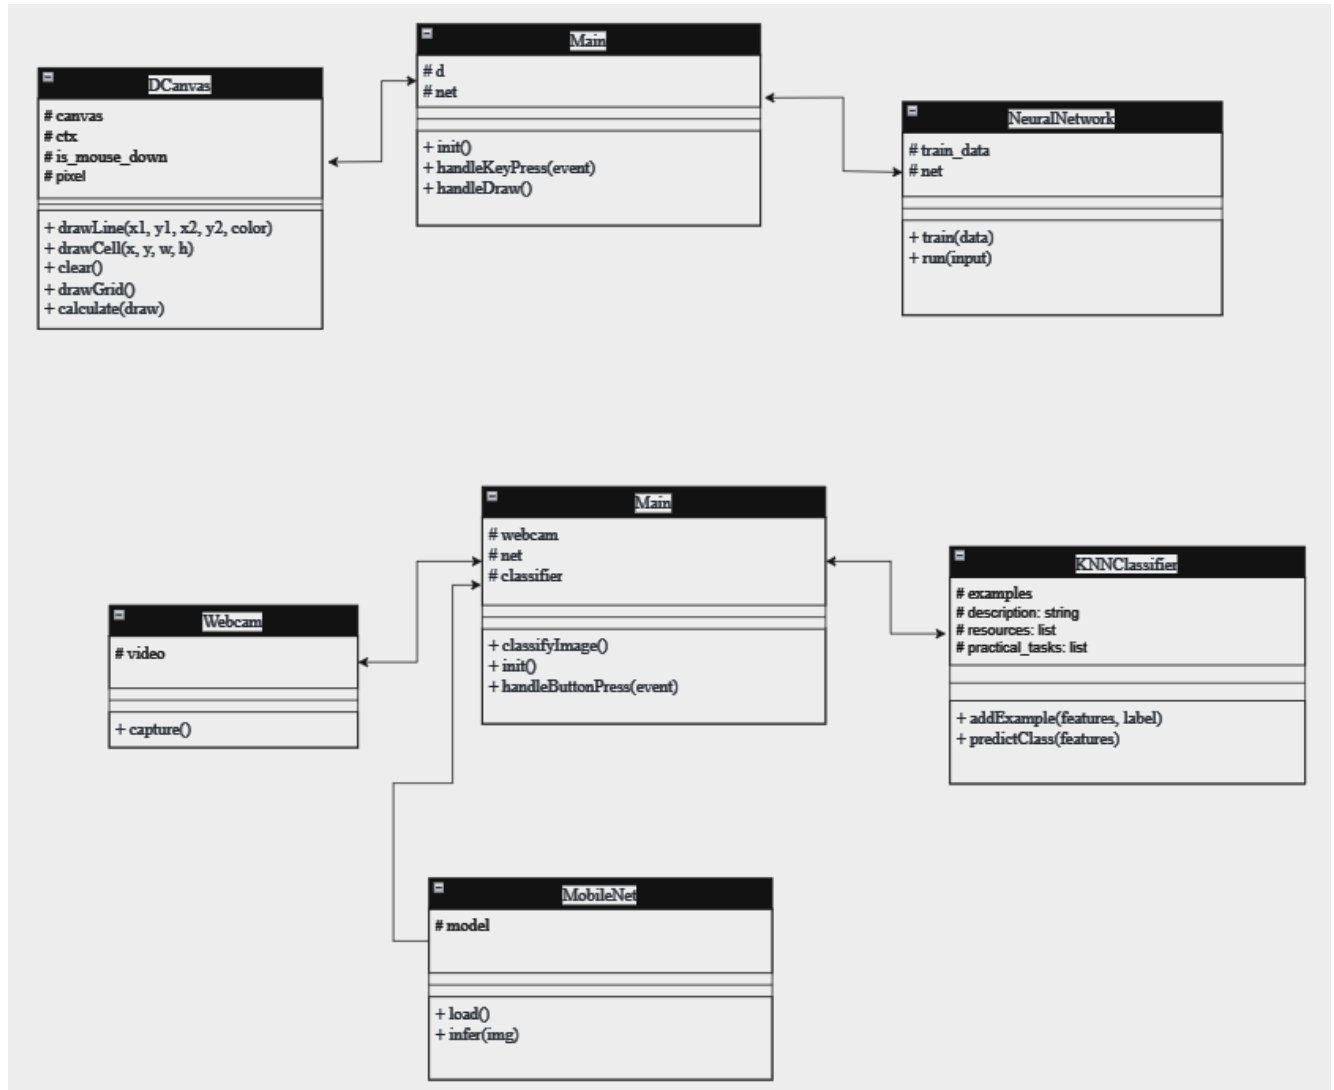 Main
# d
# net
+ init()
+ handleKeyPress(event)
+ handleDraw()
DCanvas
# canvas
# ctx
# is_mouse_down
# pixel
+ drawLine(x1, y1, x2, y2, color)
+ drawCell(x, y, w, h)
+ clear()
+ drawGrid()
+ calculate(draw)
NeuralNetwork
# train_data
# net
+ train(data)
+ run(input)
Main
# webcam
# net
# classifier
+ classifyImage()
+ init()
+ handleButtonPress(event)
KNNClassifier
# examples
# description: string
# resources: list
# practical_tasks: list
+ addExample(features, label)
+ predictClass(features)
Webcam
# video
+ capture()
MobileNet
# model
+ load()
+ infer(img)